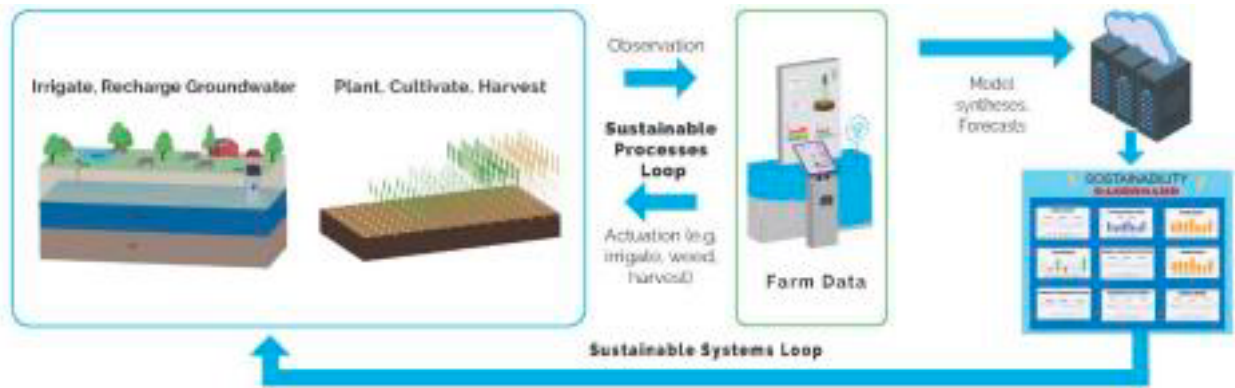 Irrigate, Recharge Groundwater
Plant, Cultivate, Harvest
Observation
Sustainable
Processes
Loop
Actuation (e.g.
irrigate, weed,
harvest)
Farm Data
Model
syntheses,
Forecasts
SUSTAINABILITY
Sustainable Systems Loop